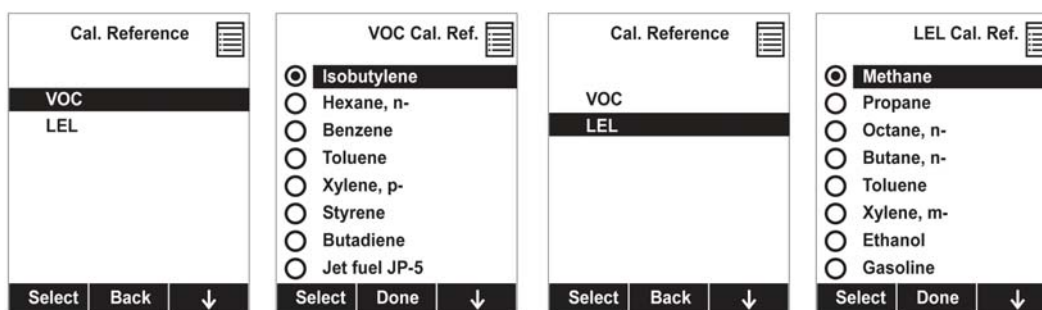 Cal. Reference
VOC
LEL
Select Back ↓
VOC Cal. Ref.
Isobutylene
Hexane, n-
Benzene
Toluene
Xylene, p-
Styrene
Butadiene
Jet fuel JP-5
Select Done ↓
Cal. Reference
VOC
LEL
Select Back ↓
LEL Cal. Ref.
Methane
Propane
Octane, n-
Butane, n-
Toluene
Xylene, m-
Ethanol
Gasoline
Select Done ↓